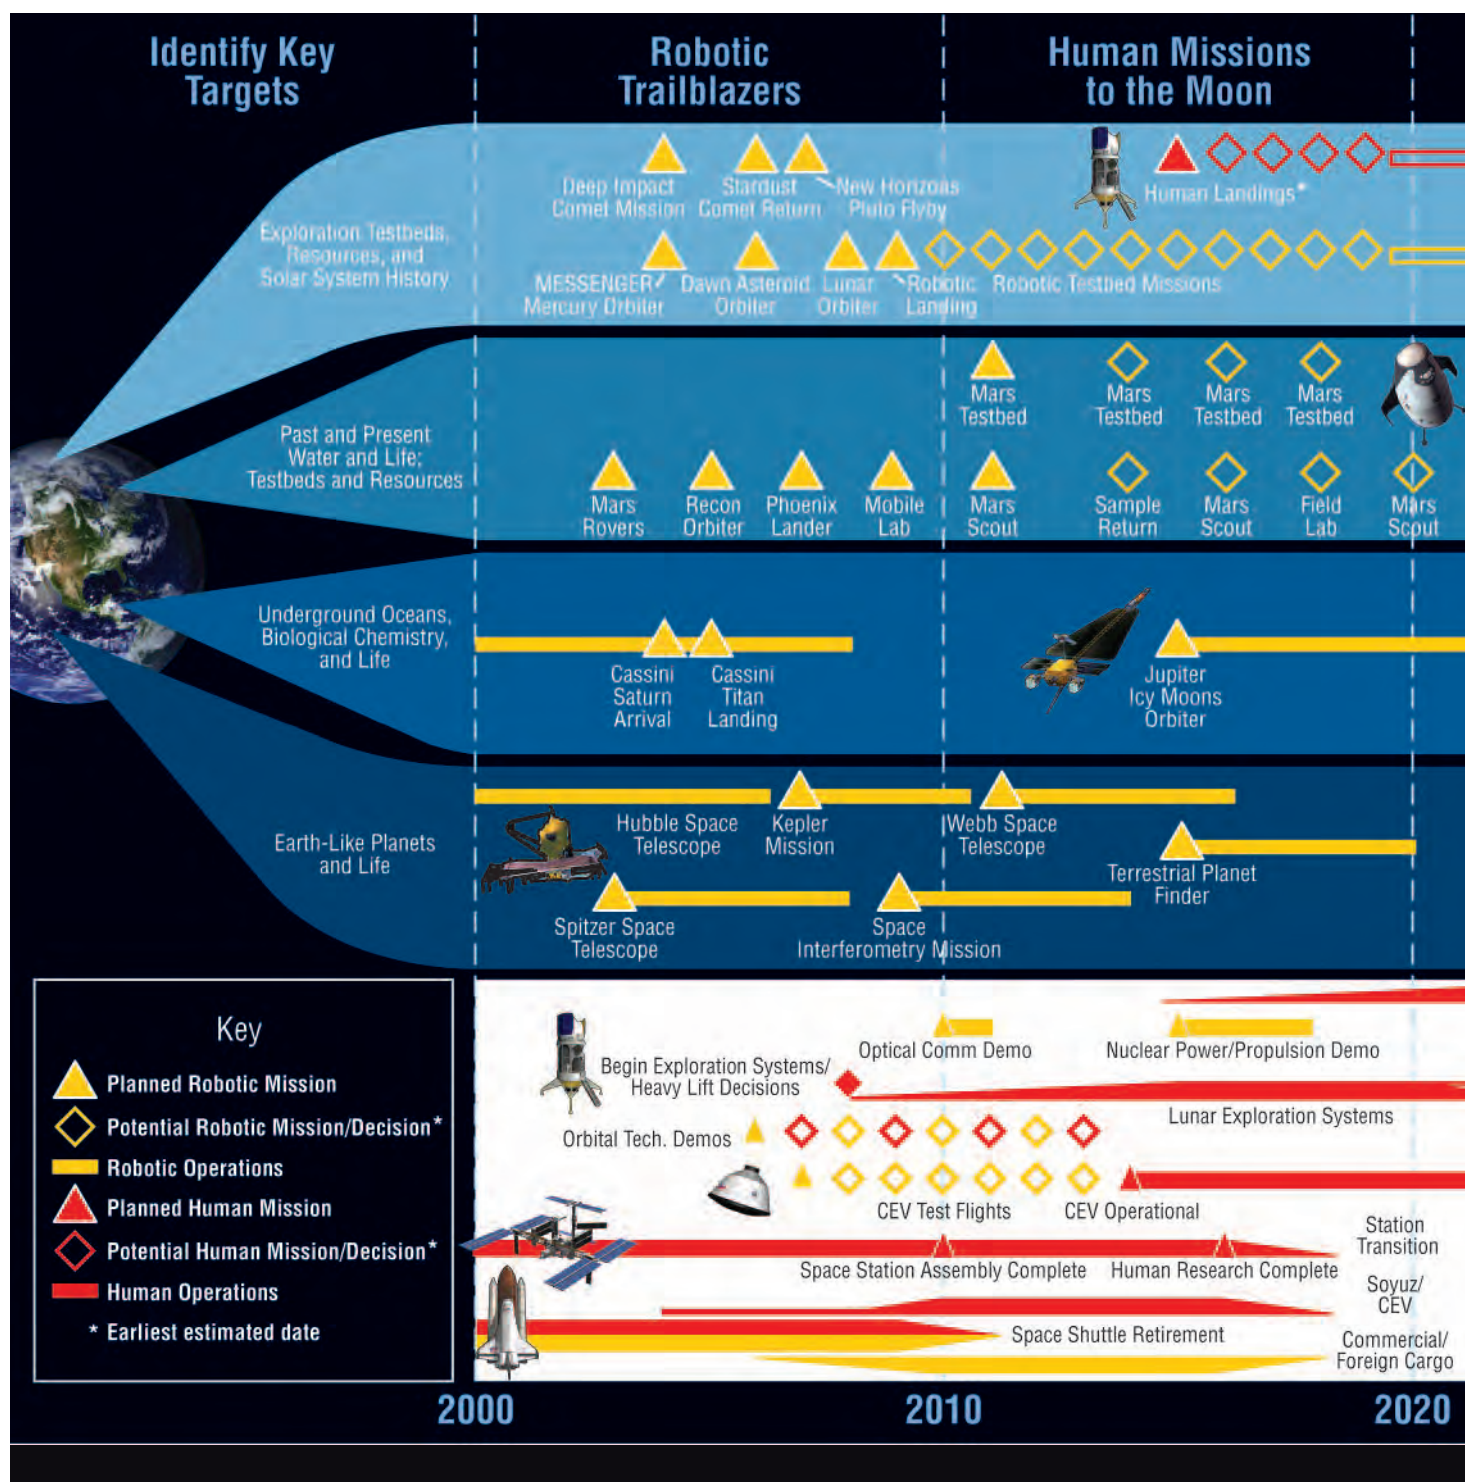 Identify Key
Targets
Robotic
Trailblazers
Human Missions
to the Moon
Exploration Testbeds,
Resources, and
Solar System History
Deep Impact
Comet Mission
Stardust
Comet Return
New Horizons
Pluto Flyby
Human Landings*
MESSENGER
Mercury Orbiter
Dawn Asteroid
Orbiter
Lunar
Orbiter
Robotic
Landing
Robotic Testbed Missions
Past and Present
Water and Life;
Testbeds and Resources
Mars
Testbed
Mars
Testbed
Mars
Testbed
Mars
Testbed
Mars
Rovers
Recon
Orbiter
Phoenix
Lander
Mobile
Lab
Mars
Scout
Sample
Return
Mars
Scout
Field
Lab
Mars
Scout
Underground Oceans,
Biological Chemistry,
and Life
Cassini
Saturn
Arrival
Cassini
Titan
Landing
Jupiter
Icy Moons
Orbiter
Earth-Like Planets
and Life
Hubble Space
Telescope
Kepler
Mission
Webb Space
Telescope
Terrestrial Planet
Finder
Spitzer Space
Telescope
Space
Interferometry Mission
Key
Planned Robotic Mission
Potential Robotic Mission/Decision*
Robotic Operations
Planned Human Mission
Potential Human Mission/Decision*
Human Operations
* Earliest estimated date
Optical Comm Demo
Nuclear Power/Propulsion Demo
Begin Exploration Systems/
Heavy Lift Decisions
Lunar Exploration Systems
Orbital Tech. Demos
CEV Test Flights
CEV Operational
Station
Transition
Space Station Assembly Complete
Human Research Complete
Soyuz/
CEV
Space Shuttle Retirement
Commercial/
Foreign Cargo
2000
2010
2020